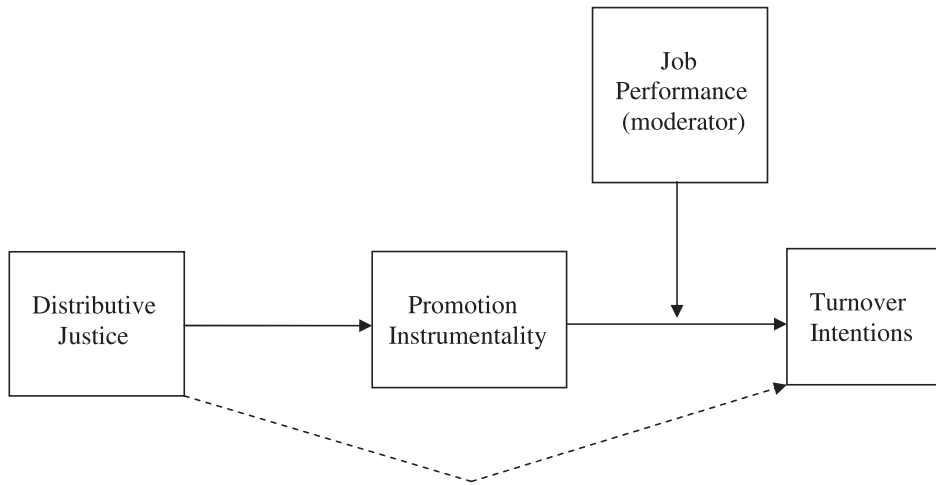 Job
Performance
(moderator)
Distributive
Justice
Promotion
Instrumentality
Turnover
Intentions